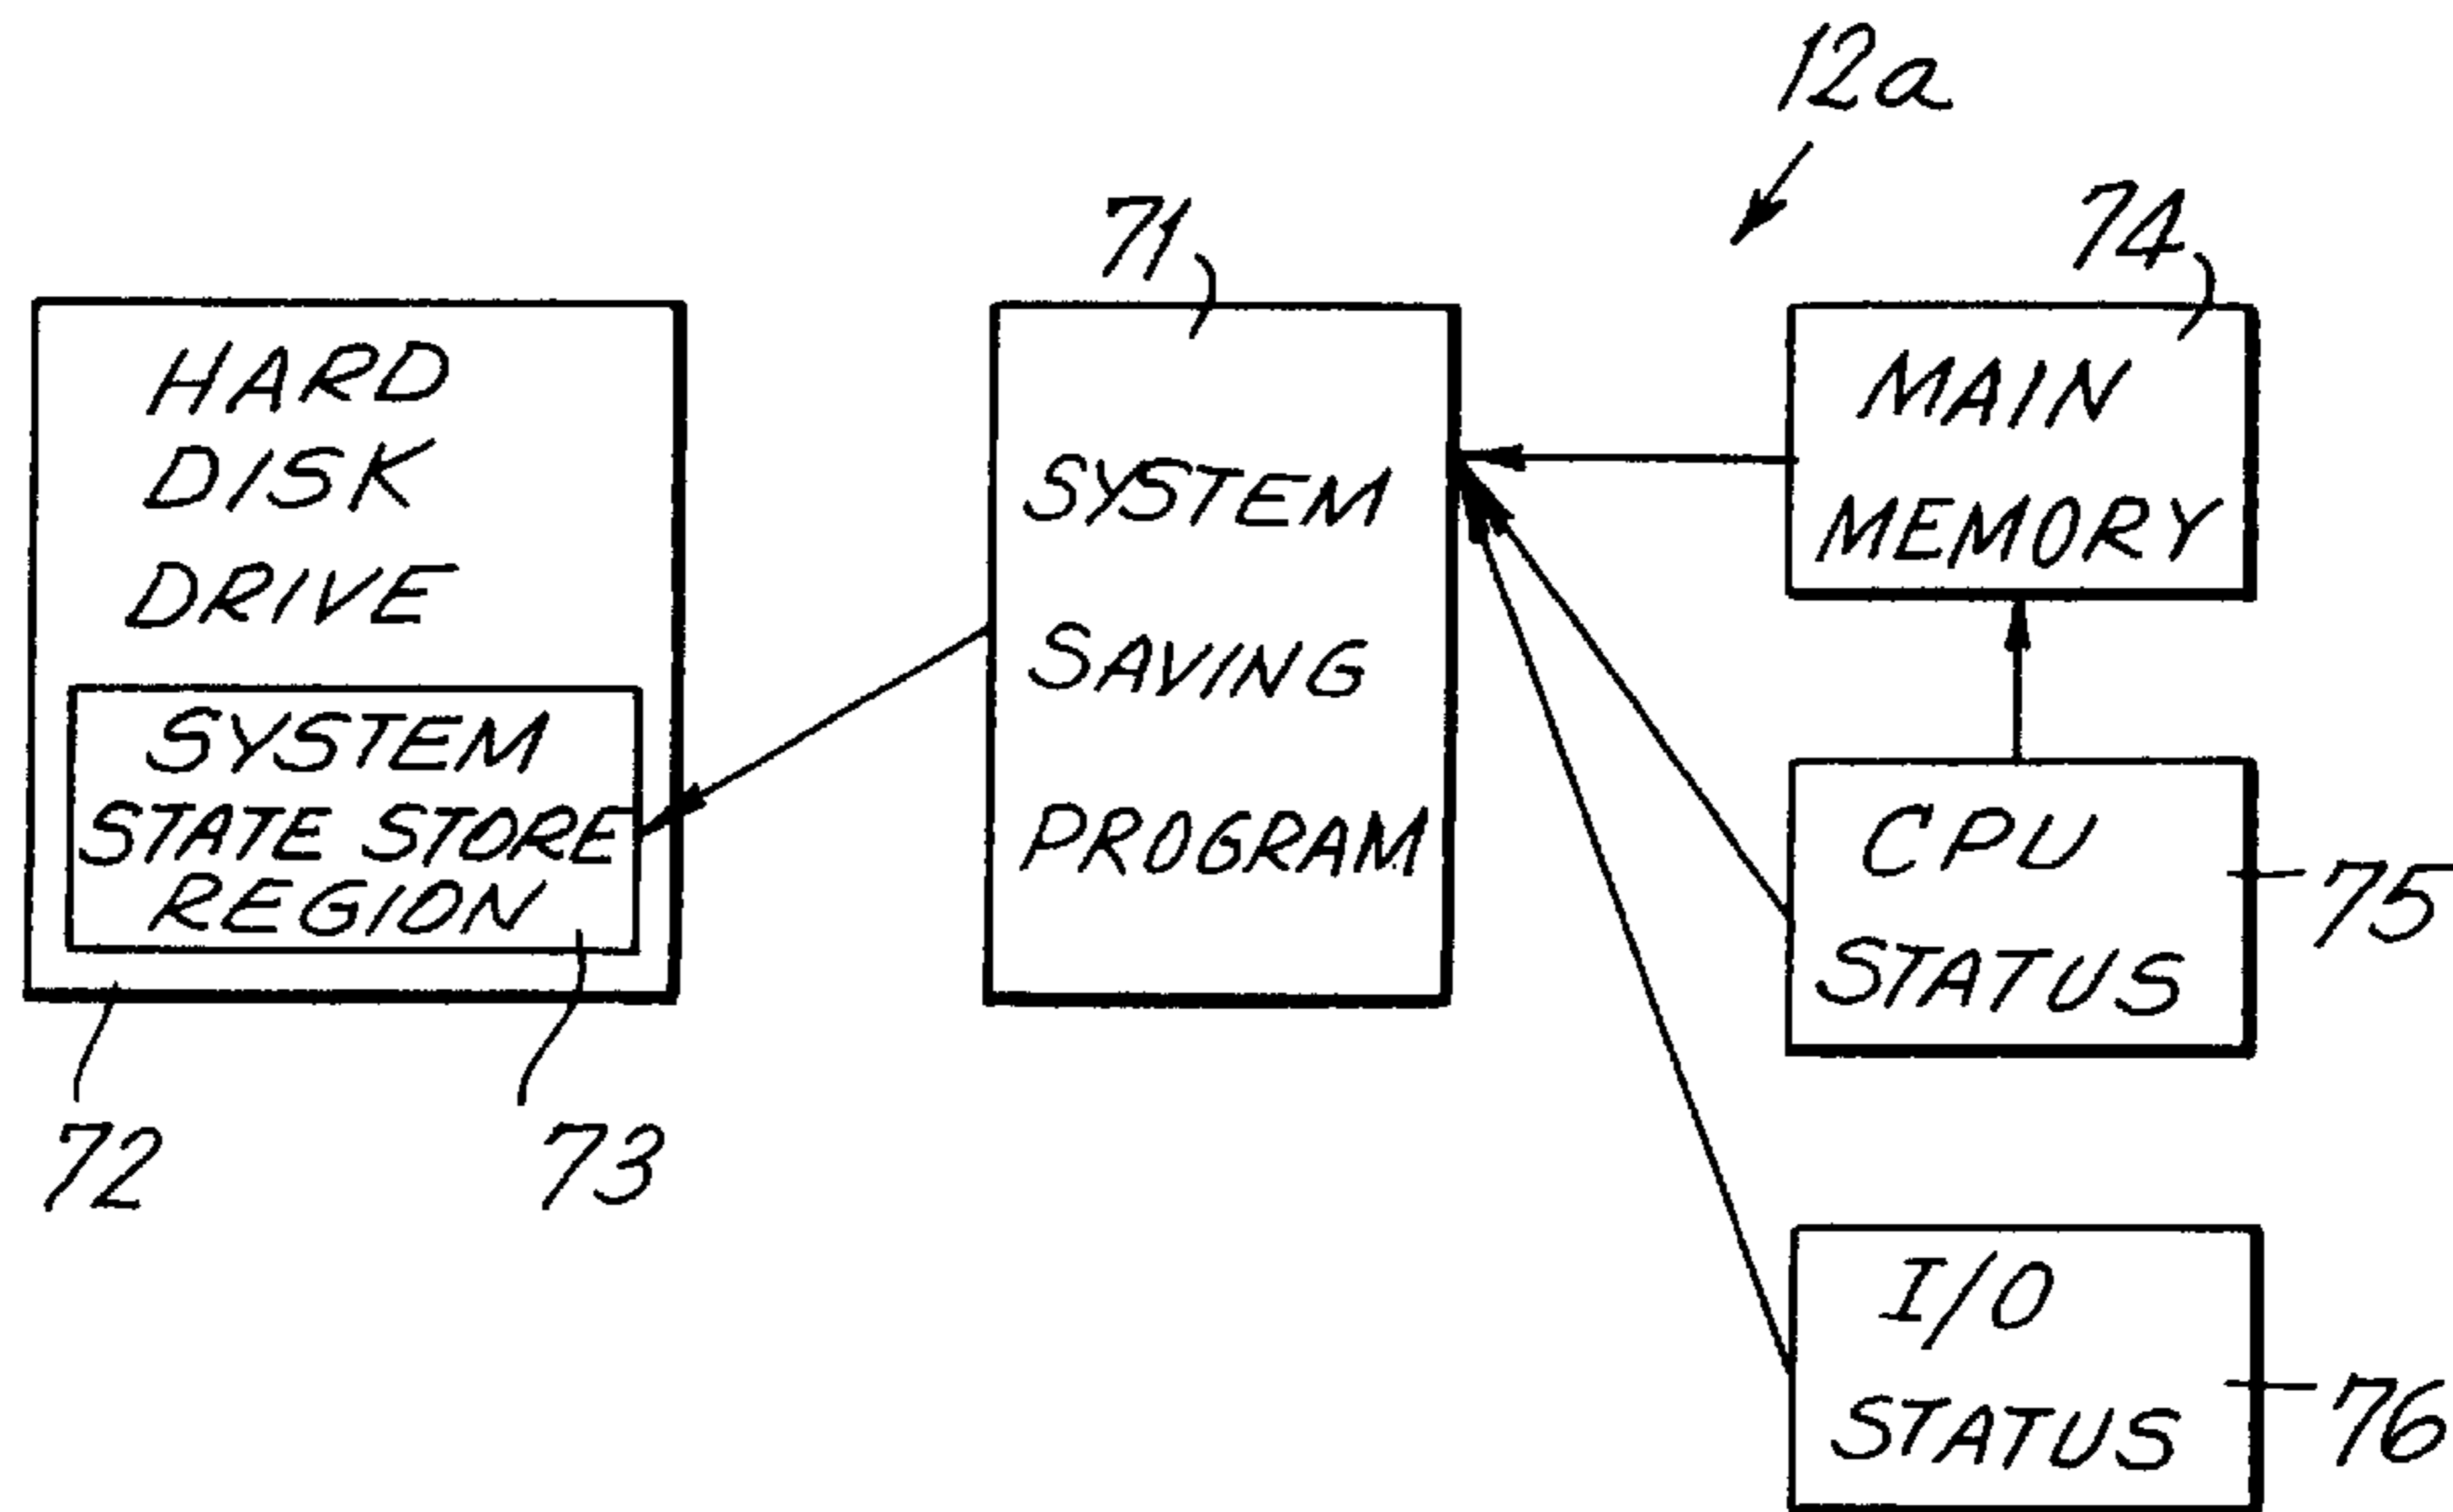 12a
71
74
HARD
DISK
DRIVE
SYSTEM
STATE STORE
REGION
72
73
SYSTEM
SAVING
PROGRAM
MAIN
MEMORY
CPU
STATUS
75
I/O
STATUS
76